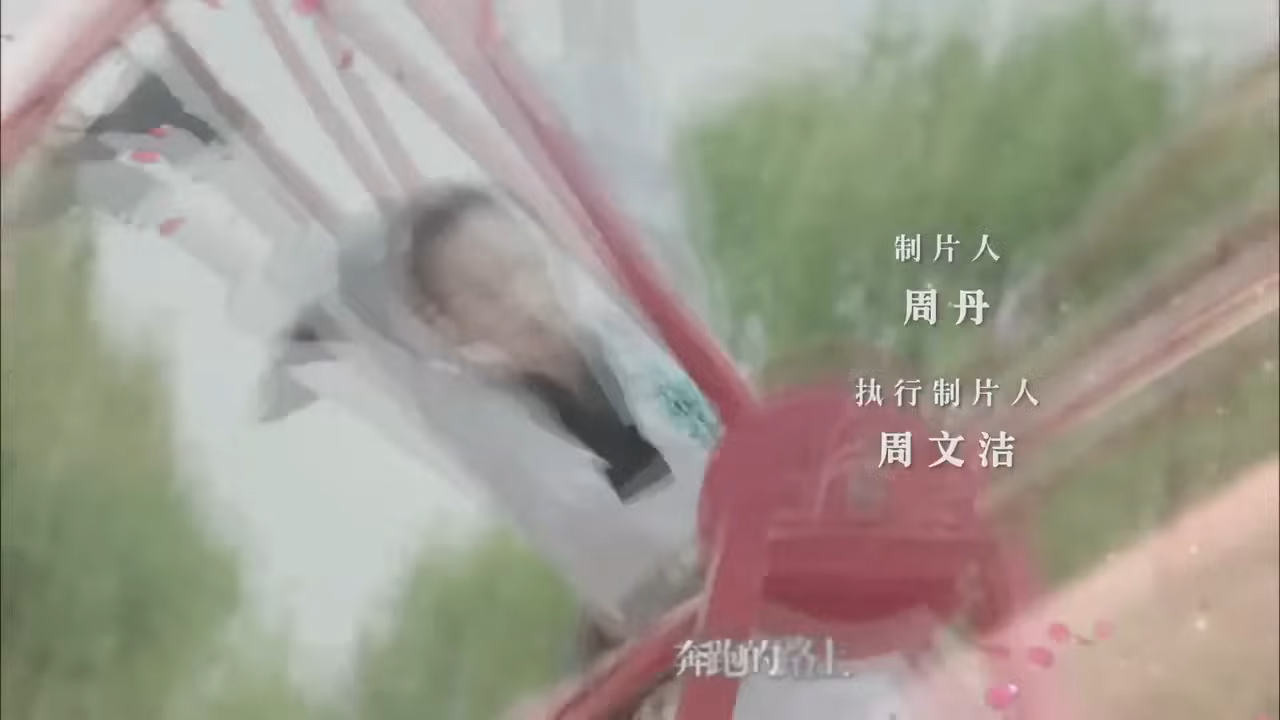 制片人
周丹
执行制片人
周文洁
奔跑的路上